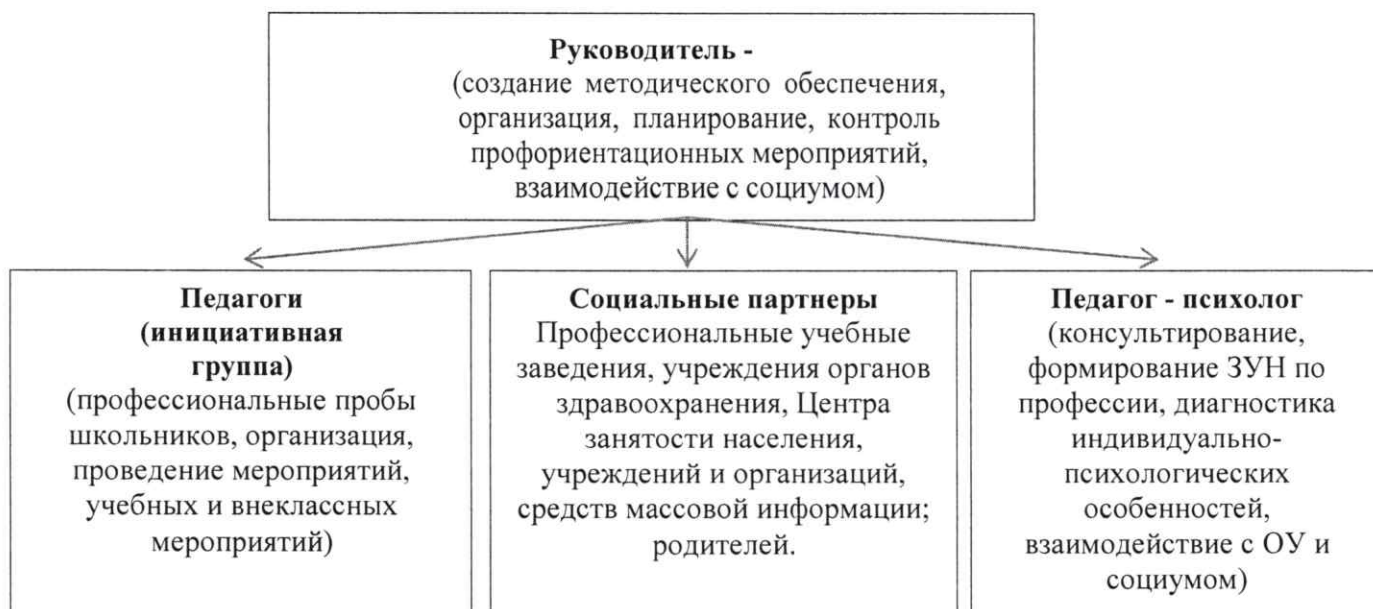 Руководитель -
(создание методического обеспечения,
организация, планирование, контроль
профориентационных мероприятий,
взаимодействие с социумом)
Педагоги
(инициативная
группа)
(профессиональные пробы
школьников, организация,
проведение мероприятий,
учебных и внеклассных
мероприятий)
Социальные партнеры
Профессиональные учебные
заведения, учреждения органов
здравоохранения, Центра
занятости населения,
учреждений и организаций,
средств массовой информации;
родителей.
Педагог - психолог
(консультирование,
формирование ЗУН по
профессии, диагностика
индивидуально-
психологических
особенностей,
взаимодействие с ОУ и
социумом)